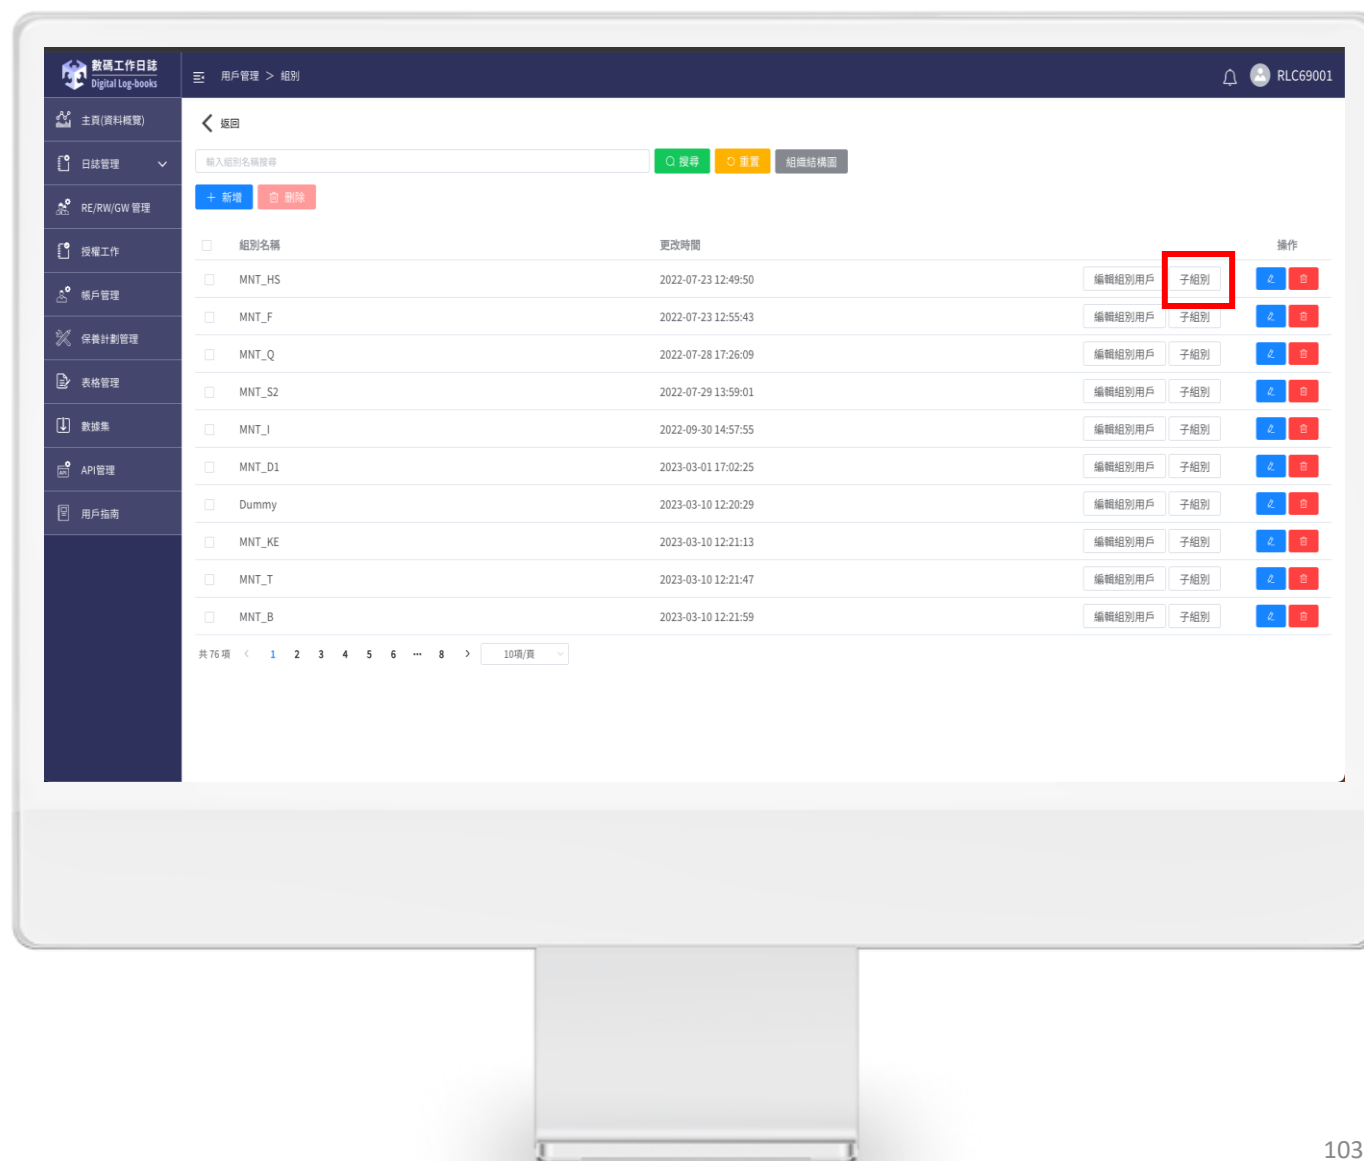 數碼工作日誌
Digital Log-books
用戶管理 > 組別
RLC69001
主頁(資料概覽)
日誌管理
RE/RW/GW 管理
授權工作
帳戶管理
保養計劃管理
表格管理
數據集
API管理
用戶指南
返回
輸入組別名稱搜尋
搜尋
重置
組織結構圖
+ 新增
刪除
組別名稱 更改時間 操作
MNT_HS 2022-07-23 12:49:50 編輯組別用戶 子組別
MNT_F 2022-07-23 12:55:43 編輯組別用戶 子組別
MNT_Q 2022-07-28 17:26:09 編輯組別用戶 子組別
MNT_S2 2022-07-29 13:59:01 編輯組別用戶 子組別
MNT_I 2022-09-30 14:57:55 編輯組別用戶 子組別
MNT_D1 2023-03-01 17:02:25 編輯組別用戶 子組別
Dummy 2023-03-10 12:20:29 編輯組別用戶 子組別
MNT_KE 2023-03-10 12:21:13 編輯組別用戶 子組別
MNT_T 2023-03-10 12:21:47 編輯組別用戶 子組別
MNT_B 2023-03-10 12:21:59 編輯組別用戶 子組別
共 76 項 < 1 2 3 4 5 6 ··· 8 > 10項/頁
103